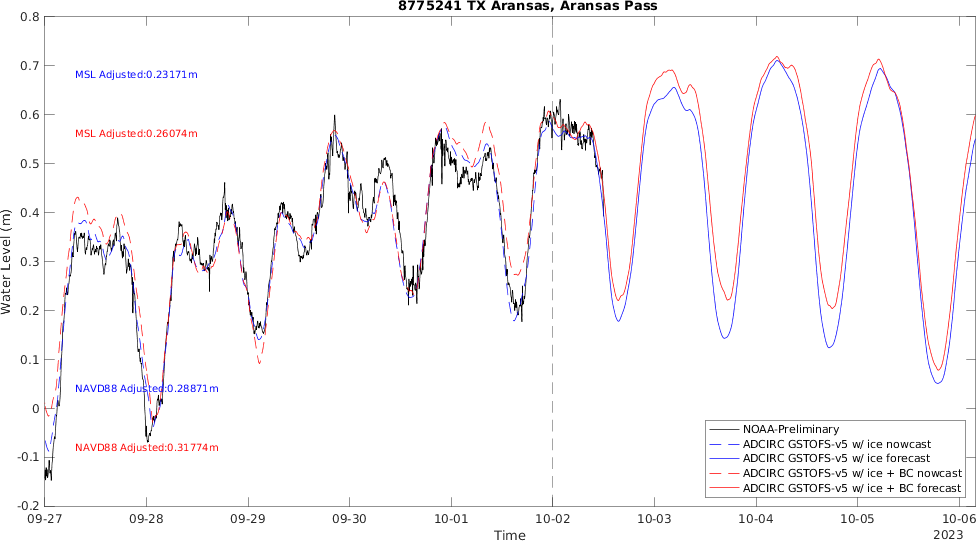 8775241 TX Aransas, Aransas Pass
0.8
0.7
0.6
0.5
0.4
0.3
0.2
0.1
0
-0.1
-0.2
Water Level (m)
MSL Adjusted:0.23171m
MSL Adjusted:0.26074m
NAVD88 Adjusted:0.28871m
NAVD88 Adjusted:0.31774m
NOAA-Preliminary
ADCIRC GSTOFS-v5 w/ ice nowcast
ADCIRC GSTOFS-v5 w/ ice forecast
ADCIRC GSTOFS-v5 w/ ice + BC nowcast
ADCIRC GSTOFS-v5 w/ ice + BC forecast
09-27 09-28 09-29 09-30 10-01 10-02 10-03 10-04 10-05 10-06
Time
2023